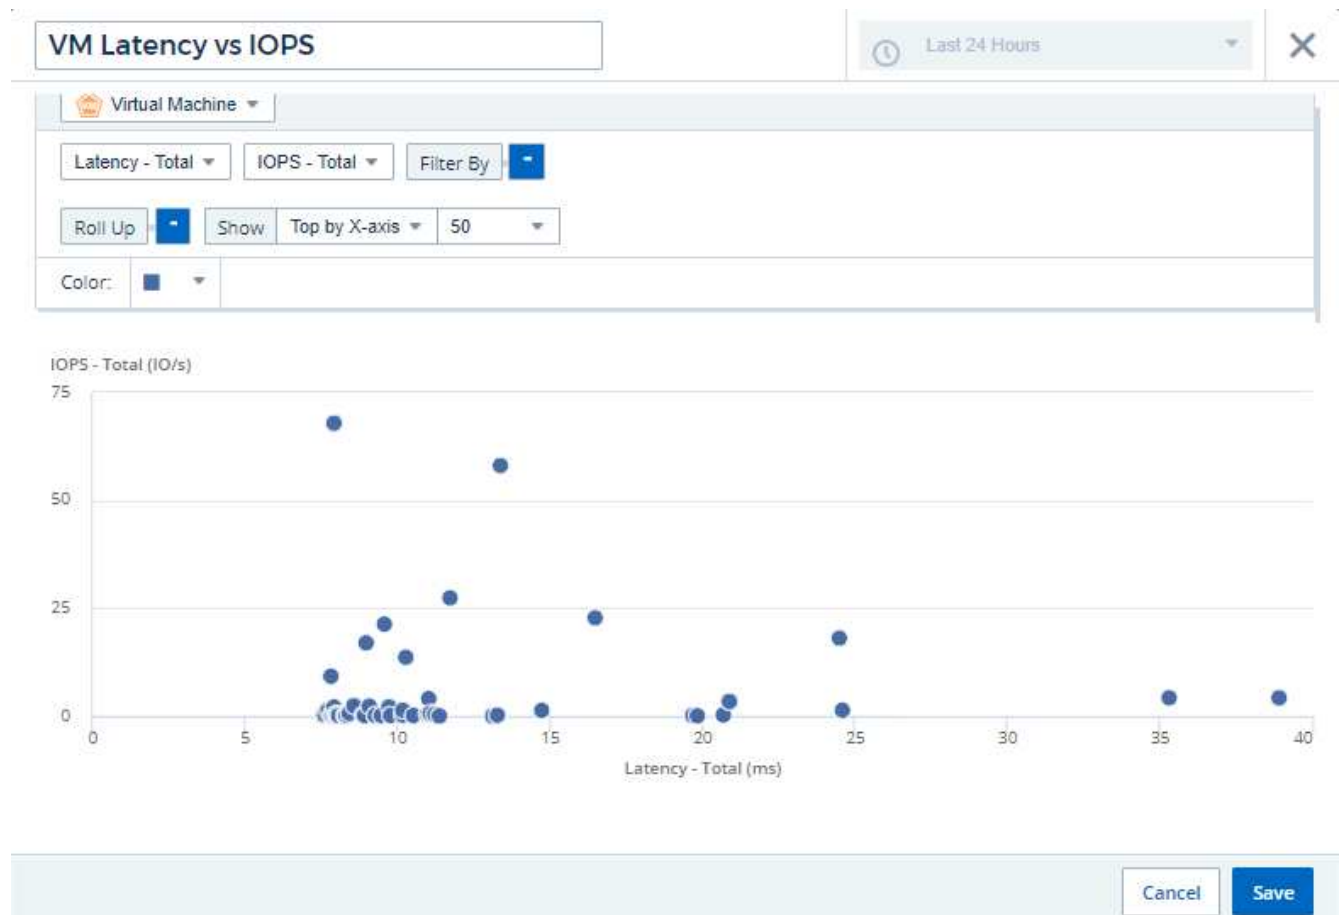 VM Latency vs IOPS
Last 24 Hours
Virtual Machine
Latency - Total IOPS - Total Filter By
Roll Up Show Top by X-axis 50
Color:
IOPS - Total (IO/s)
75
50
25
0
0 5 10 15 20 25 30 35 40
Latency - Total (ms)
Cancel Save